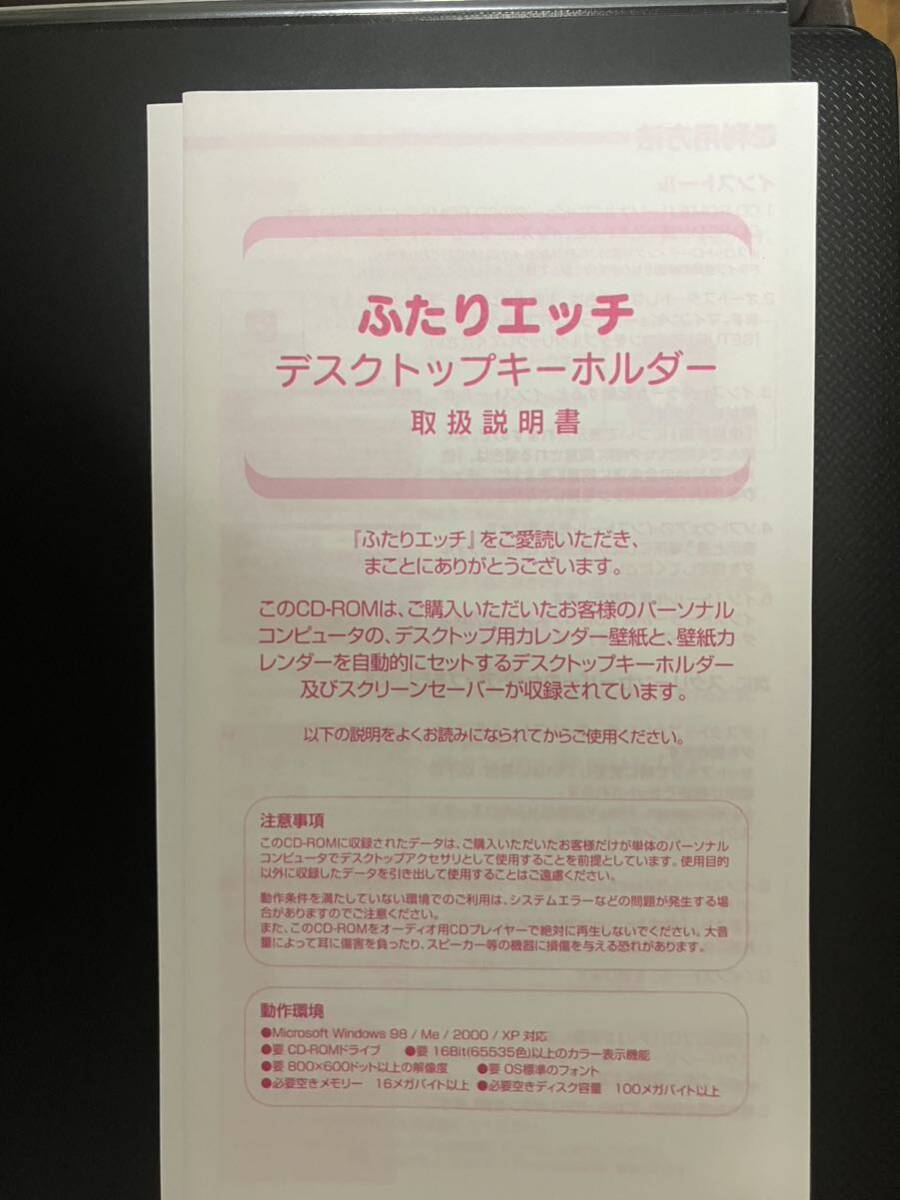 ふたりエッチ
デスクトップキーホルダー
取扱説明書
『ふたりエッチ』をご愛読いただき、
まことにありがとうございます。
このCD-ROMは、ご購入いただいたお客様のパーソナル
コンピュータの、デスクトップ用カレンダー壁紙と、壁紙カ
レンダーを自動的にセットするデスクトップキーホルダー
及びスクリーンセーバーが収録されています。
以下の説明をよくお読みになられてからご使用ください。
注意事項
このCD-ROMに収録されたデータは、ご購入いただいたお客様だけが単体のパーソナル
コンピュータでデスクトップアクセサリとして使用することを前提としています。使用目的
以外に収録したデータを引き出して使用することはご遠慮ください。
動作条件を満たしていない環境でのご利用は、システムエラーなどの問題が発生する場
合がありますのでご注意ください。
また、このCD-ROMをオーディオ用CDプレイヤーで絶対に再生しないでください。大音
量によって耳に傷害を負ったり、スピーカー等の機器に損傷を与える恐れがあります。
動作環境
●Microsoft Windows 98 / Me / 2000 / XP 対応
●要 CD-ROMドライブ ●要 16Bit(65535色)以上のカラー表示機能
●要 800×600ドット以上の解像度 ●要 OS標準のフォント
●必要空きメモリー 16メガバイト以上 ●必要空きディスク容量 100メガバイト以上